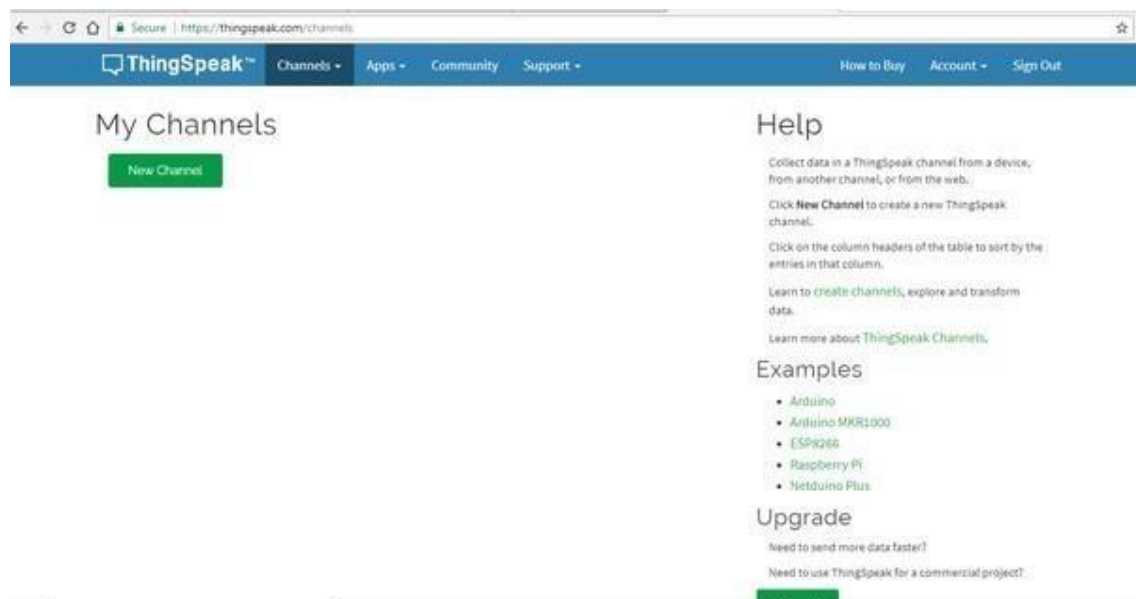 Secure | https://thingspeak.com/channels
ThingSpeak™ Channels Apps Community Support How to Buy Account Sign Out
My Channels
New Channel
Help
Collect data in a ThingSpeak channel from a device,
from another channel, or from the web.
Click New Channel to create a new ThingSpeak
channel.
Click on the column headers of the table to sort by the
entries in that column.
Learn to create channels, explore and transform
data.
Learn more about ThingSpeak Channels.
Examples
Arduino
Arduino MKR1000
ESP8266
Raspberry Pi
Netduino Plus
Upgrade
Need to send more data faster?
Need to use ThingSpeak for a commercial project?